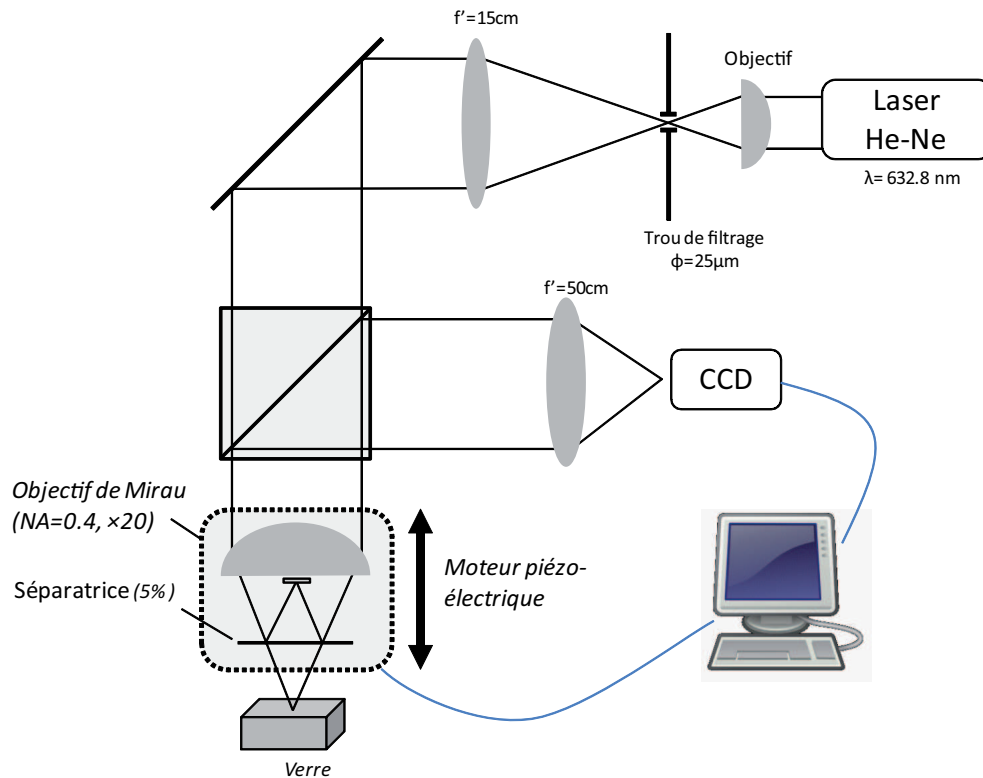 f'=15cm
Objectif
Laser
He-Ne
λ= 632.8 nm
Trou de filtrage
ϕ=25µm
f'=50cm
CCD
Objectif de Mirau
(NA=0.4, ×20)
Séparatrice (5%)
Moteur piézo-
électrique
Verre